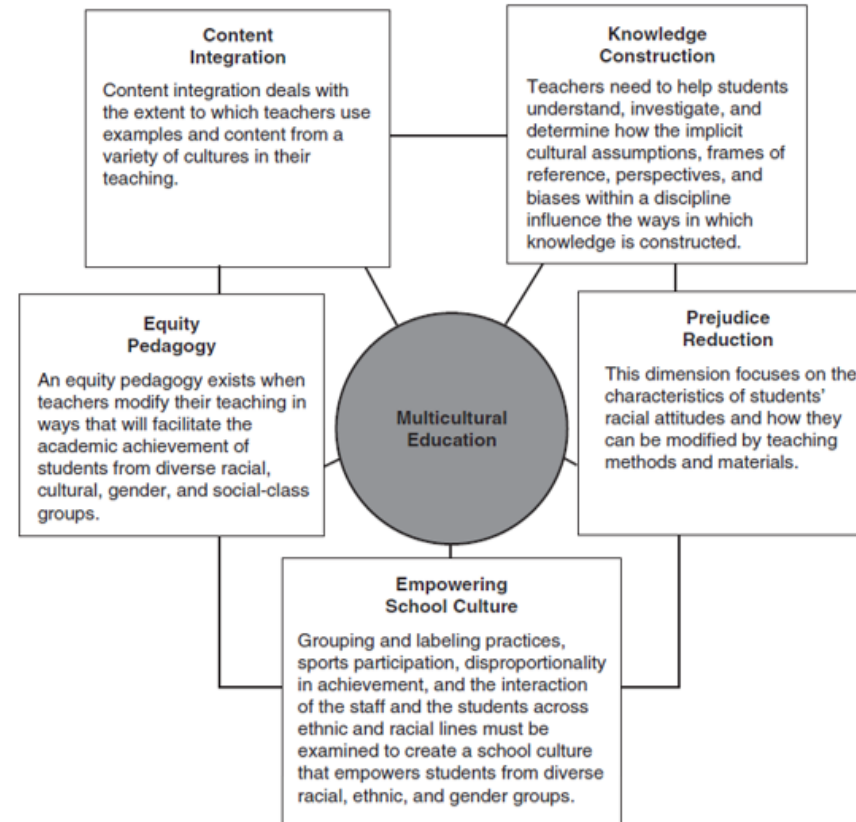 Content
Integration
Content integration deals with
the extent to which teachers use
examples and content from a
variety of cultures in their
teaching.
Knowledge
Construction
Teachers need to help students
understand, investigate, and
determine how the implicit
cultural assumptions, frames of
reference, perspectives, and
biases within a discipline
influence the ways in which
knowledge is constructed.
Equity
Pedagogy
An equity pedagogy exists when
teachers modify their teaching in
ways that will facilitate the
academic achievement of
students from diverse racial,
cultural, gender, and social-class
groups.
Multicultural
Education
Prejudice
Reduction
This dimension focuses on the
characteristics of students'
racial attitudes and how they
can be modified by teaching
methods and materials.
Empowering
School Culture
Grouping and labeling practices,
sports participation, disproportionality
in achievement, and the interaction
of the staff and the students across
ethnic and racial lines must be
examined to create a school culture
that empowers students from diverse
racial, ethnic, and gender groups.